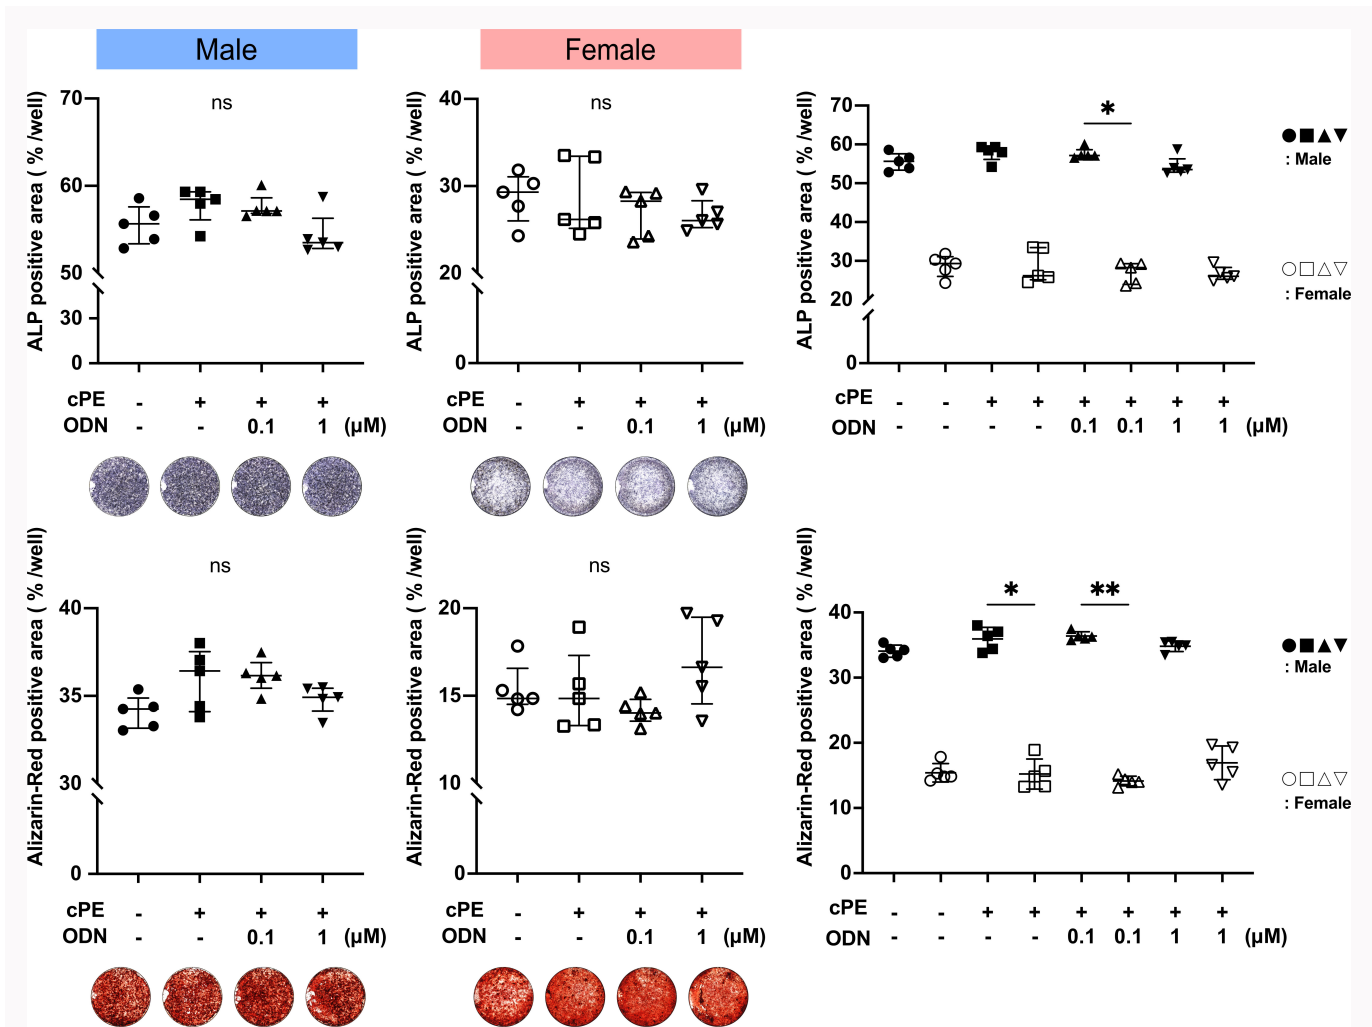 Male
Female
ALP positive area ( % /well)
70
60
50
30
0
ns
cPE - + + +
ODN - - 0.1 1 (μM)
ALP positive area ( % /well)
40
30
20
0
ns
- + + +
- - 0.1 1 (μM)
ALP positive area ( % /well)
70
60
50
30
20
0
*
: Male
: Female
cPE - - + + + + + +
ODN - - - - 0.1 0.1 1 1 (μM)
Alizarin-Red positive area ( % /well)
40
35
30
0
ns
cPE - + + +
ODN - - 0.1 1 (μM)
Alizarin-Red positive area ( % /well)
20
15
10
0
ns
- + + +
- - 0.1 1 (μM)
Alizarin-Red positive area ( % /well)
40
30
20
10
0
* **
: Male
: Female
cPE - - + + + + + +
ODN - - - - 0.1 0.1 1 1 (μM)